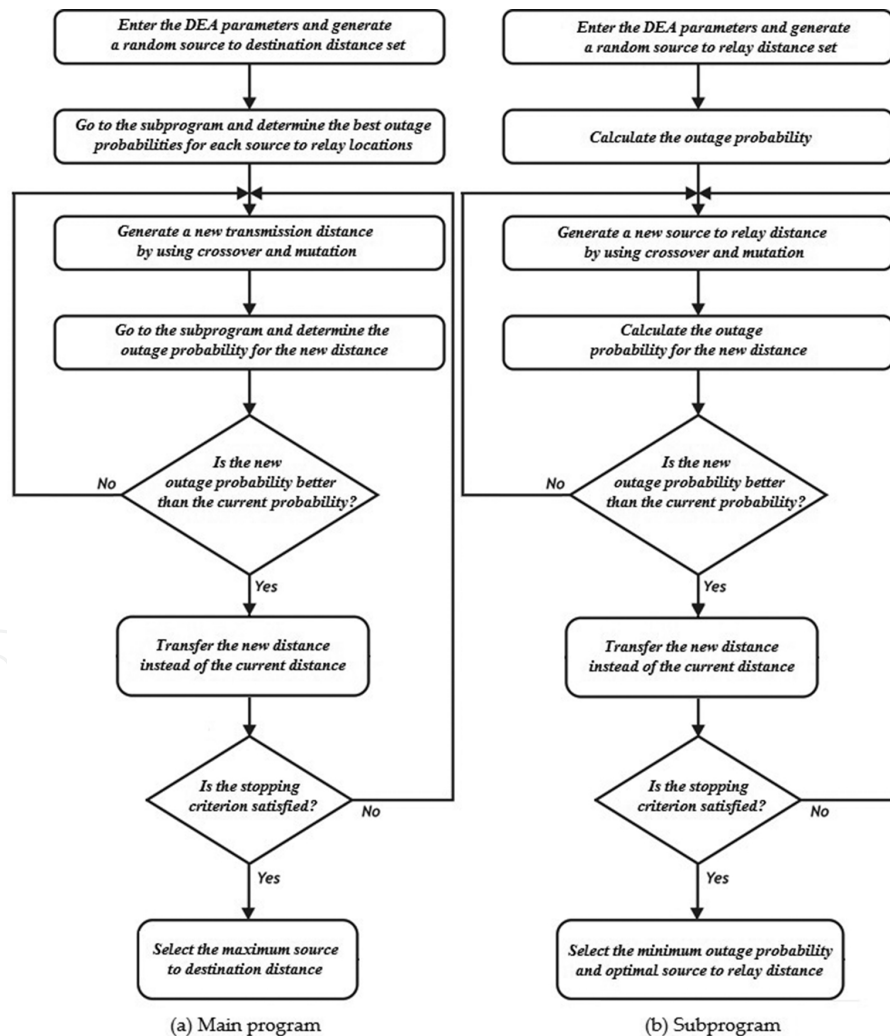 Enter the DEA parameters and generate
a random source to destination distance set
Go to the subprogram and determine the best outage
probabilities for each source to relay locations
Generate a new transmission distance
by using crossover and mutation
Go to the subprogram and determine the
outage probability for the new distance
Is the new
outage probability better
than the current probability?
No
Yes
Transfer the new distance
instead of the current distance
Is the stopping
criterion satisfied?
No
Yes
Select the maximum source
to destination distance
(a) Main program
Enter the DEA parameters and generate
a random source to relay distance set
Calculate the outage probability
Generate a new source to relay distance
by using crossover and mutation
Calculate the outage
probability for the new distance
Is the new
outage probability better
than the current probability?
No
Yes
Transfer the new distance
instead of the current distance
Is the stopping
criterion satisfied?
No
Yes
Select the minimum outage probability
and optimal source to relay distance
(b) Subprogram